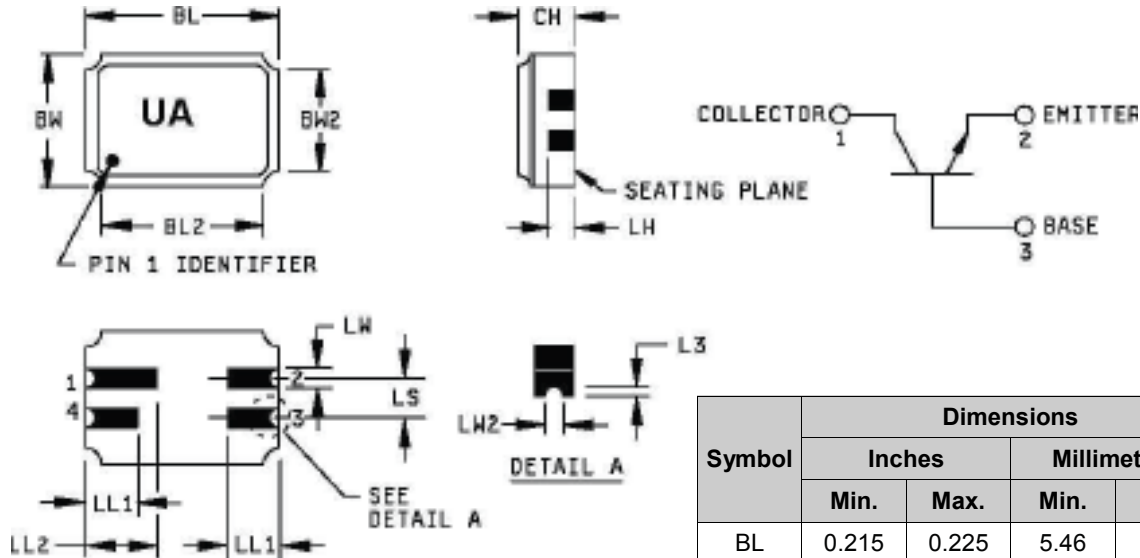 BL
CH
BW
UA
BW2
COLLECTOR
1
EMITTER
2
SEATING PLANE
BL2
LH
BASE
3
PIN 1 IDENTIFIER
LW
L3
1
2
LS
4
3
LW2
DETAIL A
LL1
SEE
DETAIL A
LL2
LL1
Symbol
Dimensions
Inches
Millimet
Min.
Max.
Min.
BL
0.215
0.225
5.46